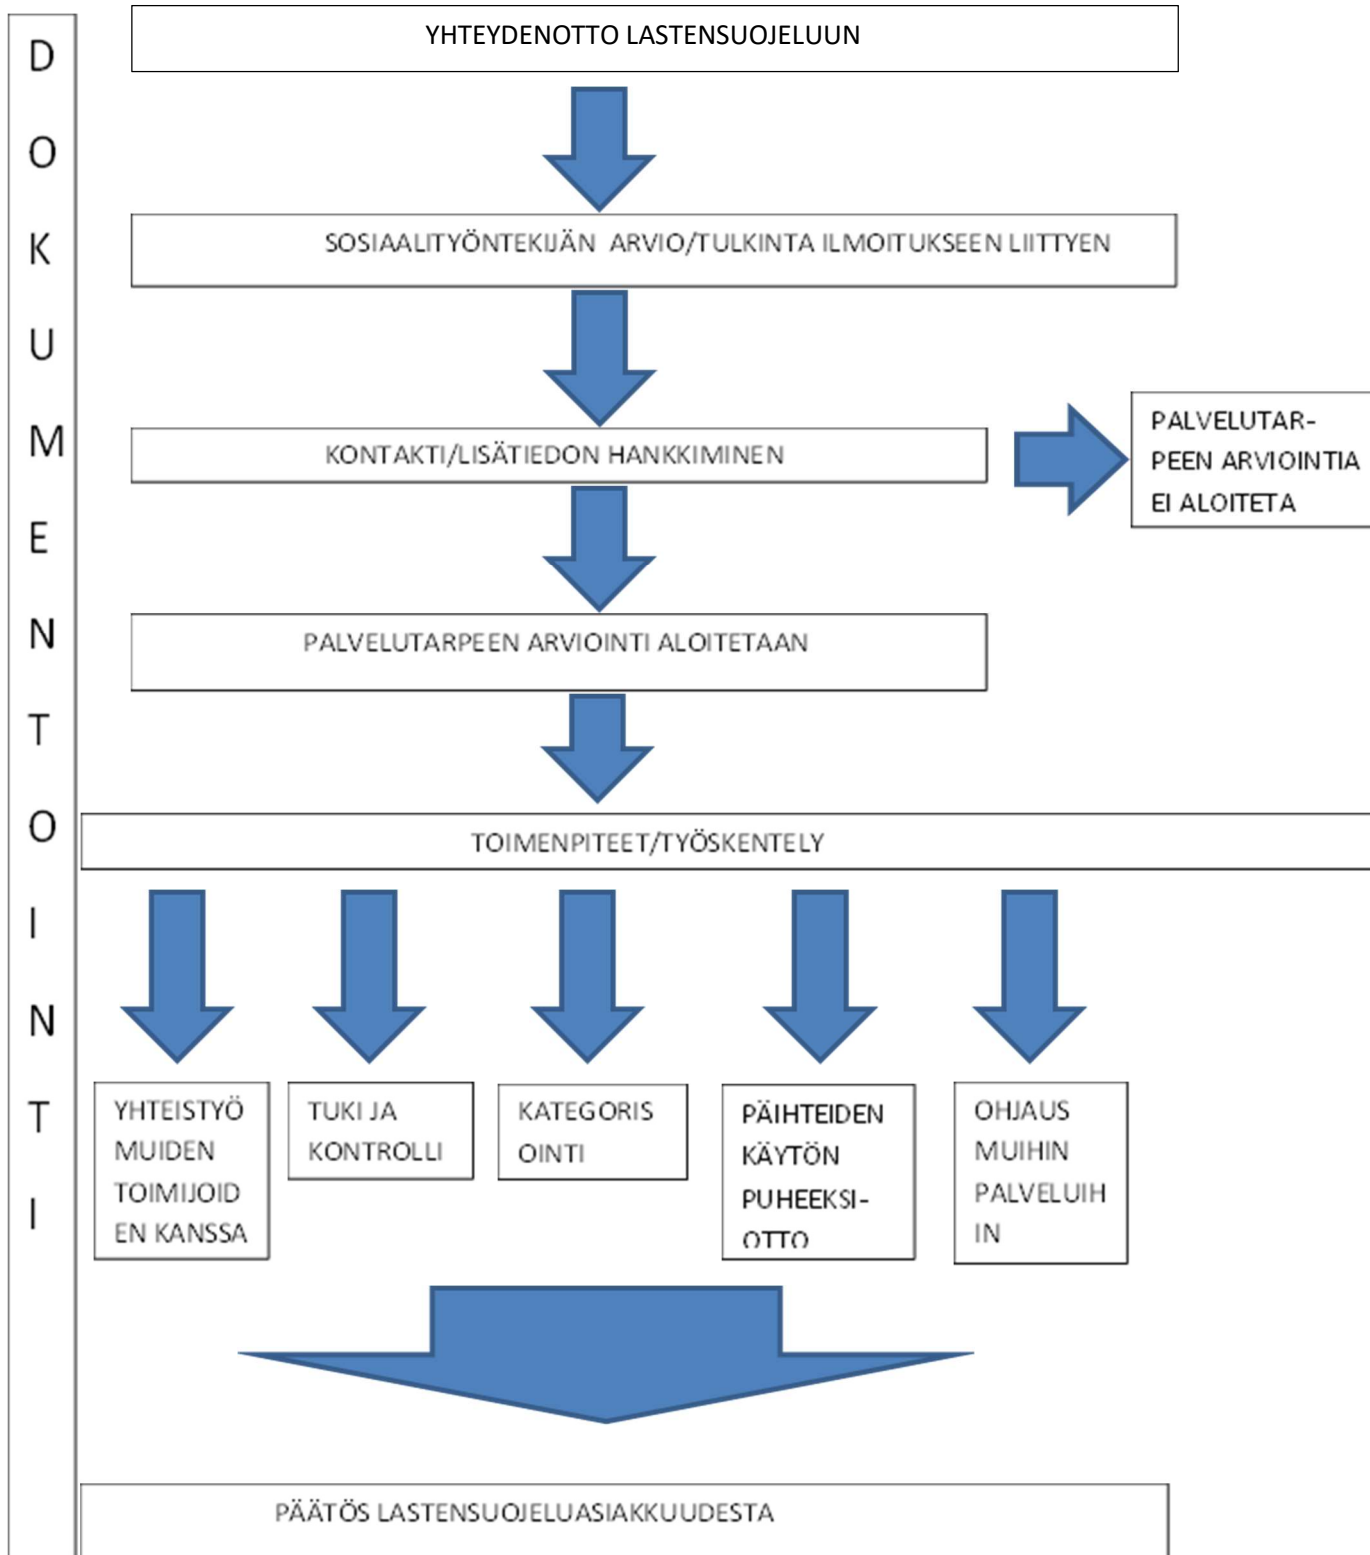 DOKUMENTOINTI
YHTEYDENOTTO LASTENSUOJELUUN
SOSIAALITYÖNTEKIJÄN ARVIO/TULKINTA ILMOITUKSEEN LIITTYEN
KONTAKTI/LISÄTIEDON HANKKIMINEN
PALVELUTAR-
PEEN ARVIOINTIA
EI ALOITETA
PALVELUTARPEEN ARVIOINTI ALOITETAAN
TOIMENPITEET/TYÖSKENTELY
YHTEISTYÖ
MUIDEN
TOIMIJOID
EN KANSSA
TUKI JA
KONTROLLI
KATEGORIS
OINTI
PÄIHTEIDEN
KÄYTÖN
PUHEEKSI-
OTTO
OHJAUS
MUIHIN
PALVELUIH
IN
PÄÄTÖS LASTENSUOJELUASIAKKUUDESTA